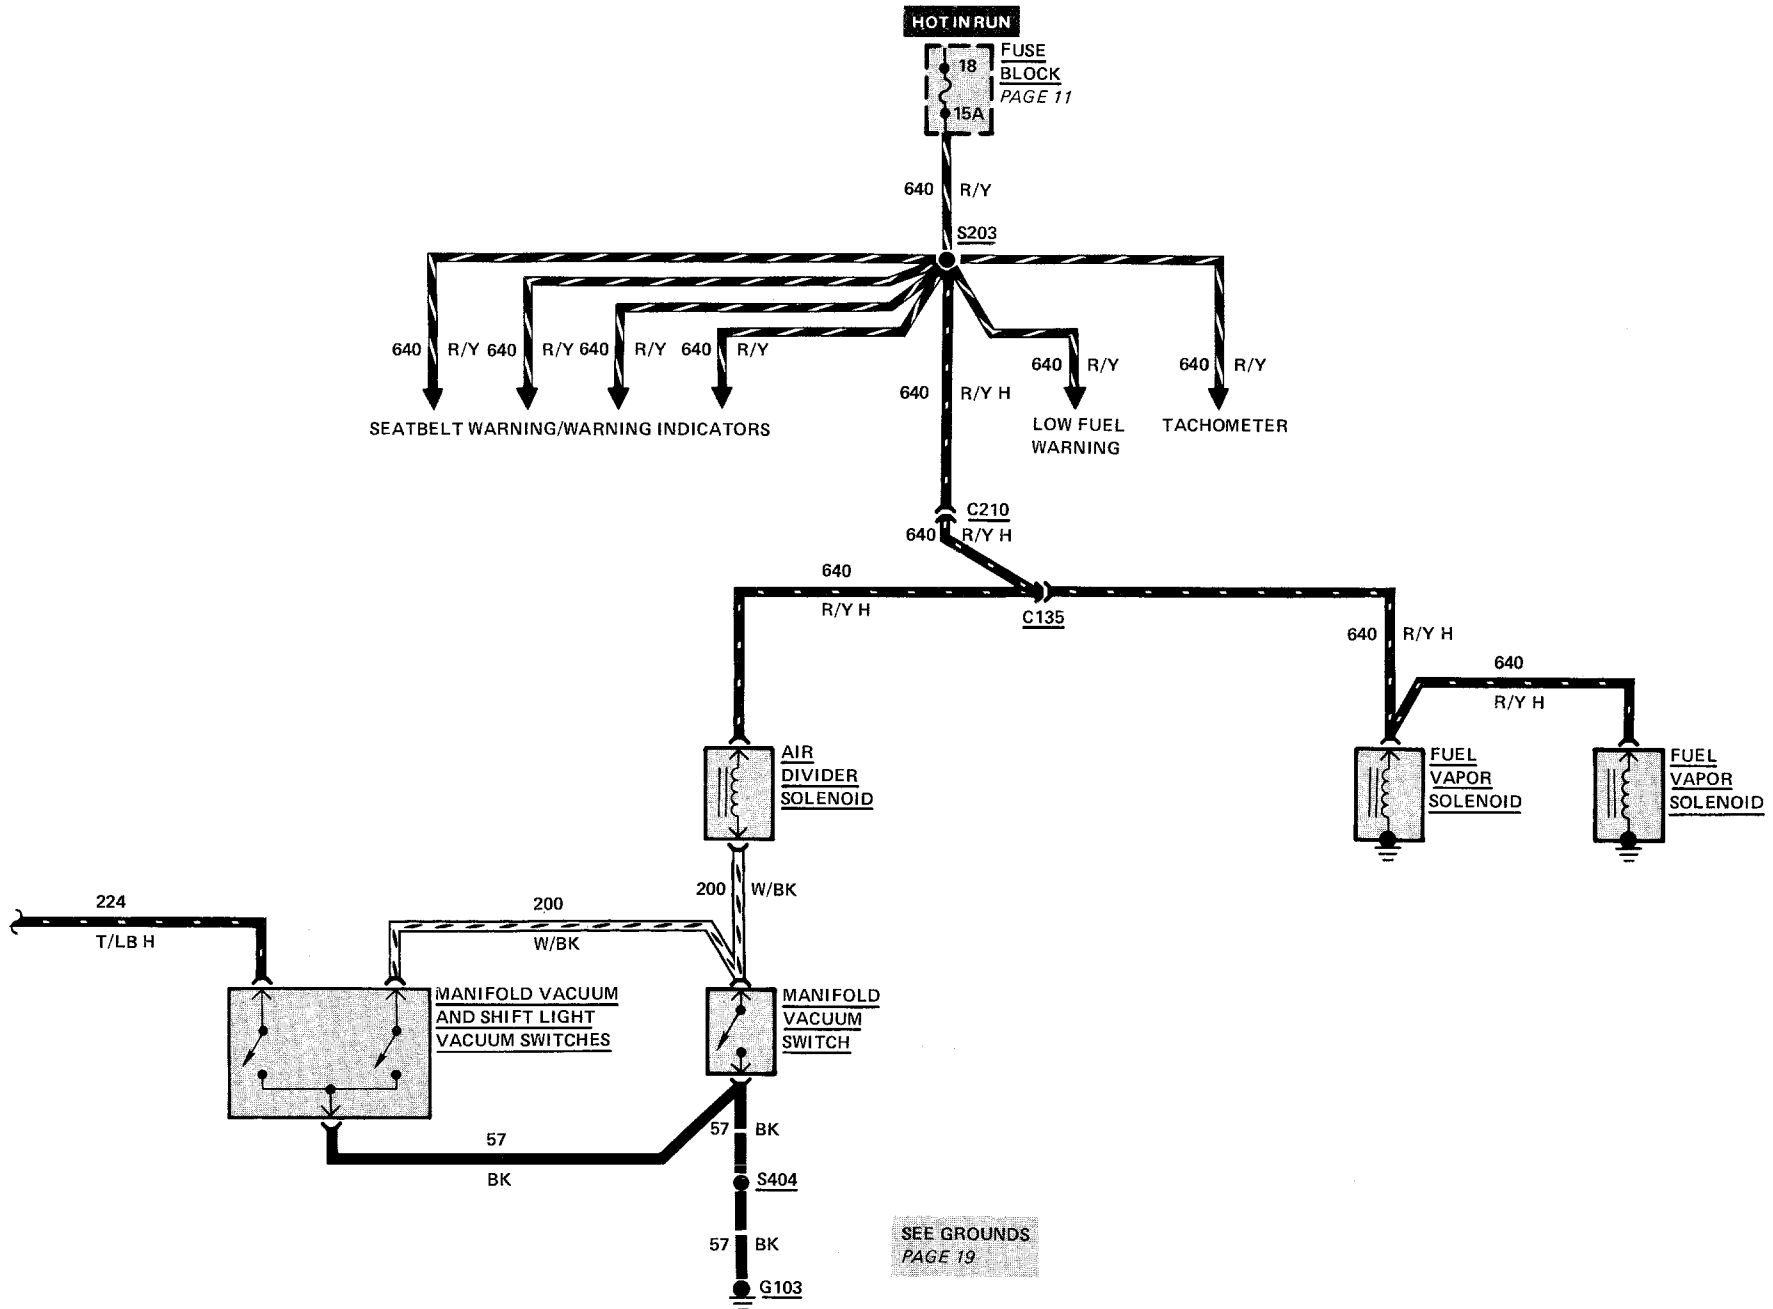 HOT IN RUN
FUSE
BLOCK
PAGE 11
18
15A
640 R/Y
S203
640 R/Y 640 R/Y 640 R/Y 640 R/Y
640 R/Y H
640 R/Y
640 R/Y
SEATBELT WARNING/WARNING INDICATORS
LOW FUEL
WARNING
TACHOMETER
C210
640 R/Y H
640
R/Y H
C135
640 R/Y H
640
R/Y H
AIR
DIVIDER
SOLENOID
FUEL
VAPOR
SOLENOID
FUEL
VAPOR
SOLENOID
200 W/BK
224
T/LB H
200
W/BK
MANIFOLD VACUUM
AND SHIFT LIGHT
VACUUM SWITCHES
MANIFOLD
VACUUM
SWITCH
57
BK
57 BK
S404
57 BK
G103
SEE GROUNDS
PAGE 19